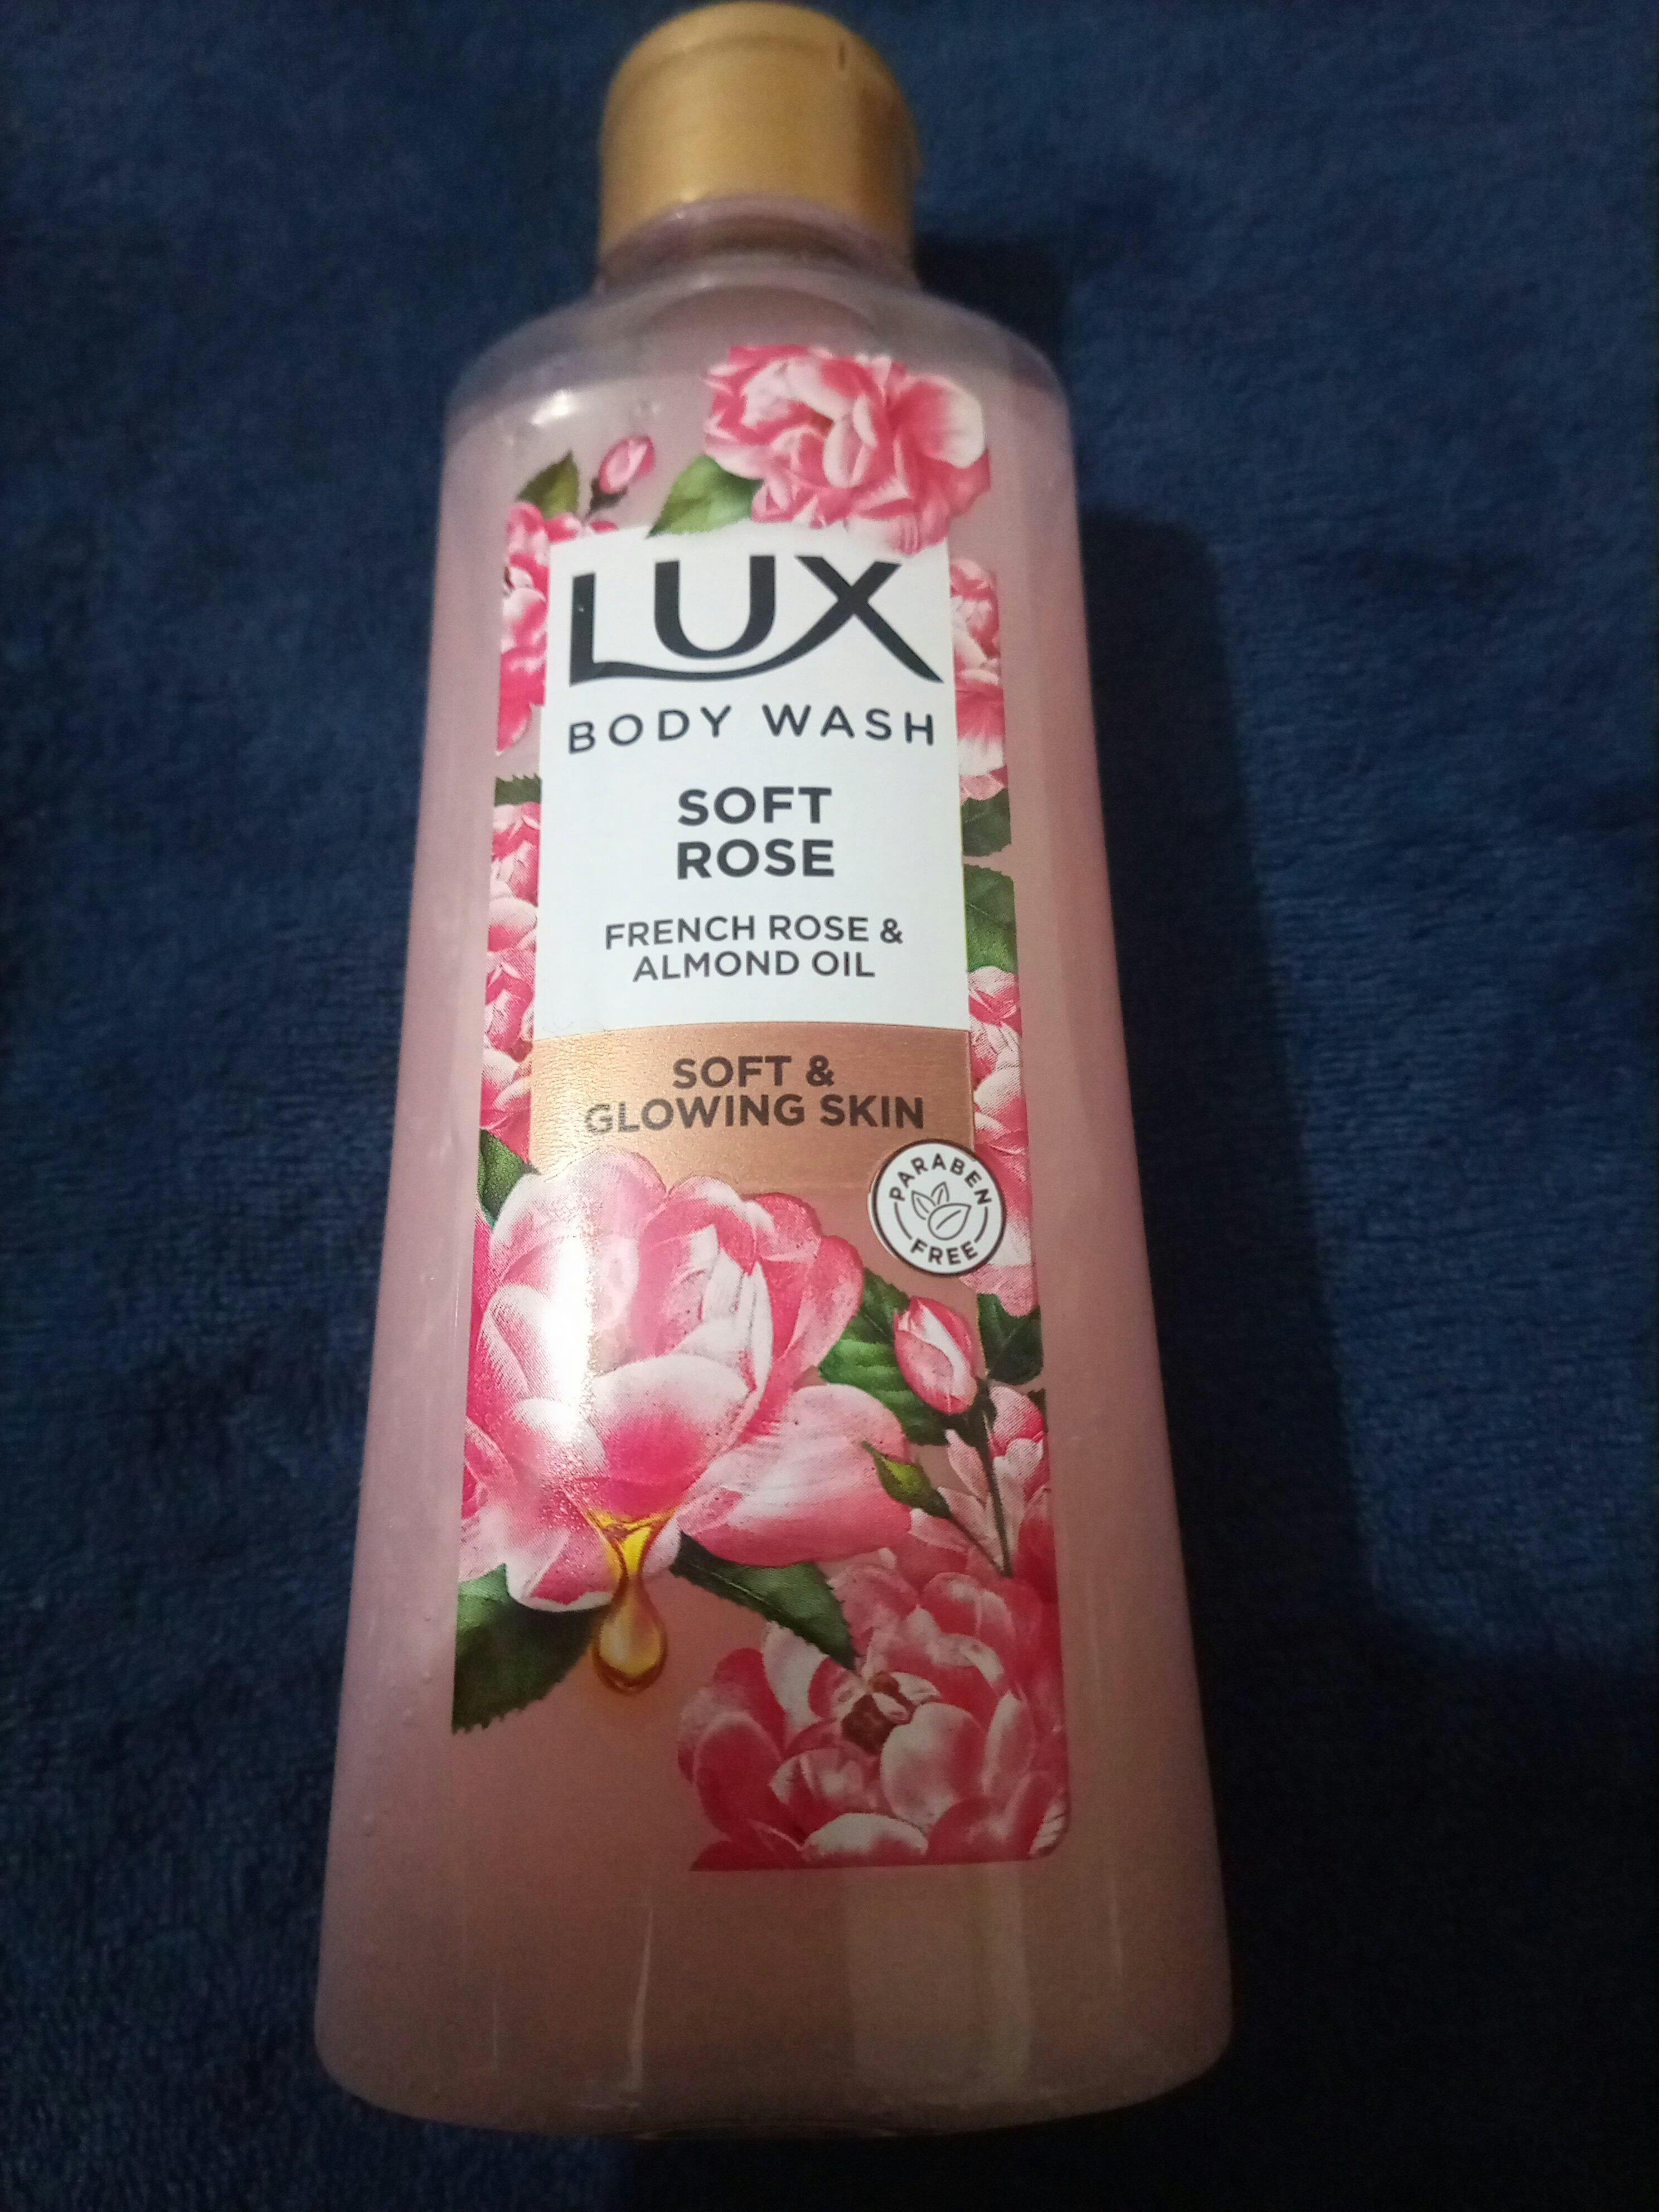 LUX
BODY WASH
SOFT
ROSE
FRENCH ROSE &
ALMOND OIL
SOFT &
GLOWING SKIN
PARABEN
FREE